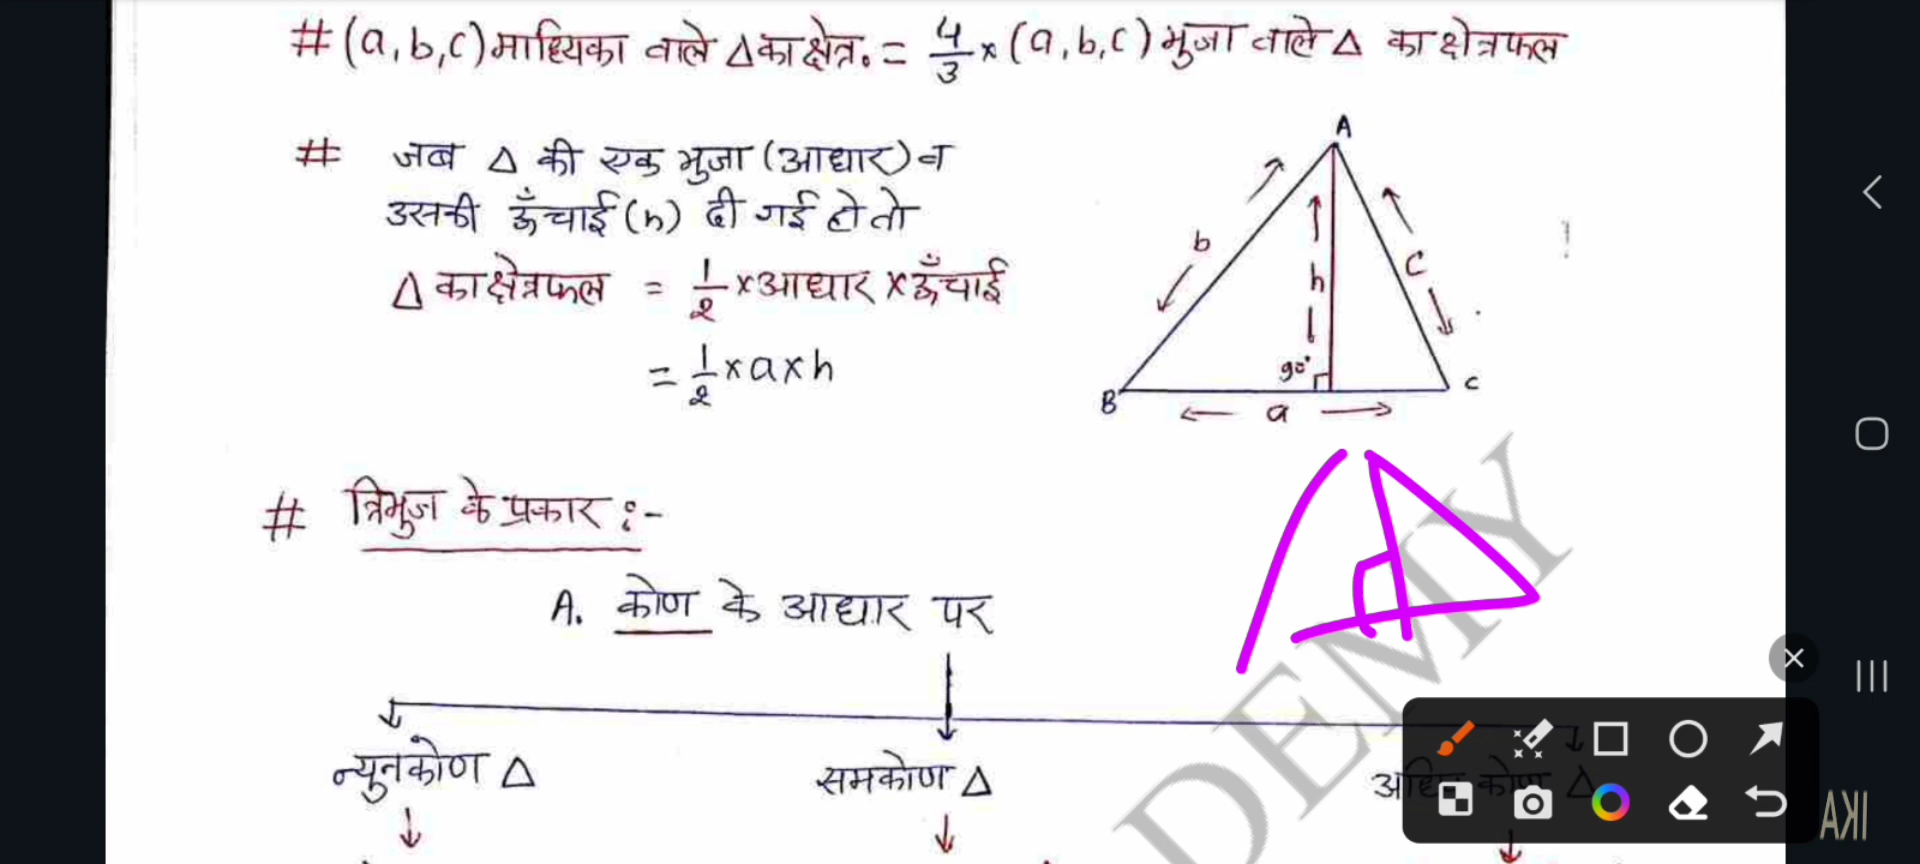 # (a,b,c) माध्यिका वाले Δ का क्षेत्र. = 4/3 × (a,b,c) भुजा वाले Δ का क्षेत्रफल
# जब Δ की एक भुजा (आधार) व
उसकी ऊँचाई (h) दी गई हो तो
Δ का क्षेत्रफल = 1/2 × आधार × ऊँचाई
= 1/2 × a × h
A
b
h
c
90°
B
a
C
# त्रिभुज के प्रकार :-
A. कोण के आधार पर
न्युनकोण Δ
समकोण Δ
कोण Δ
DEMY